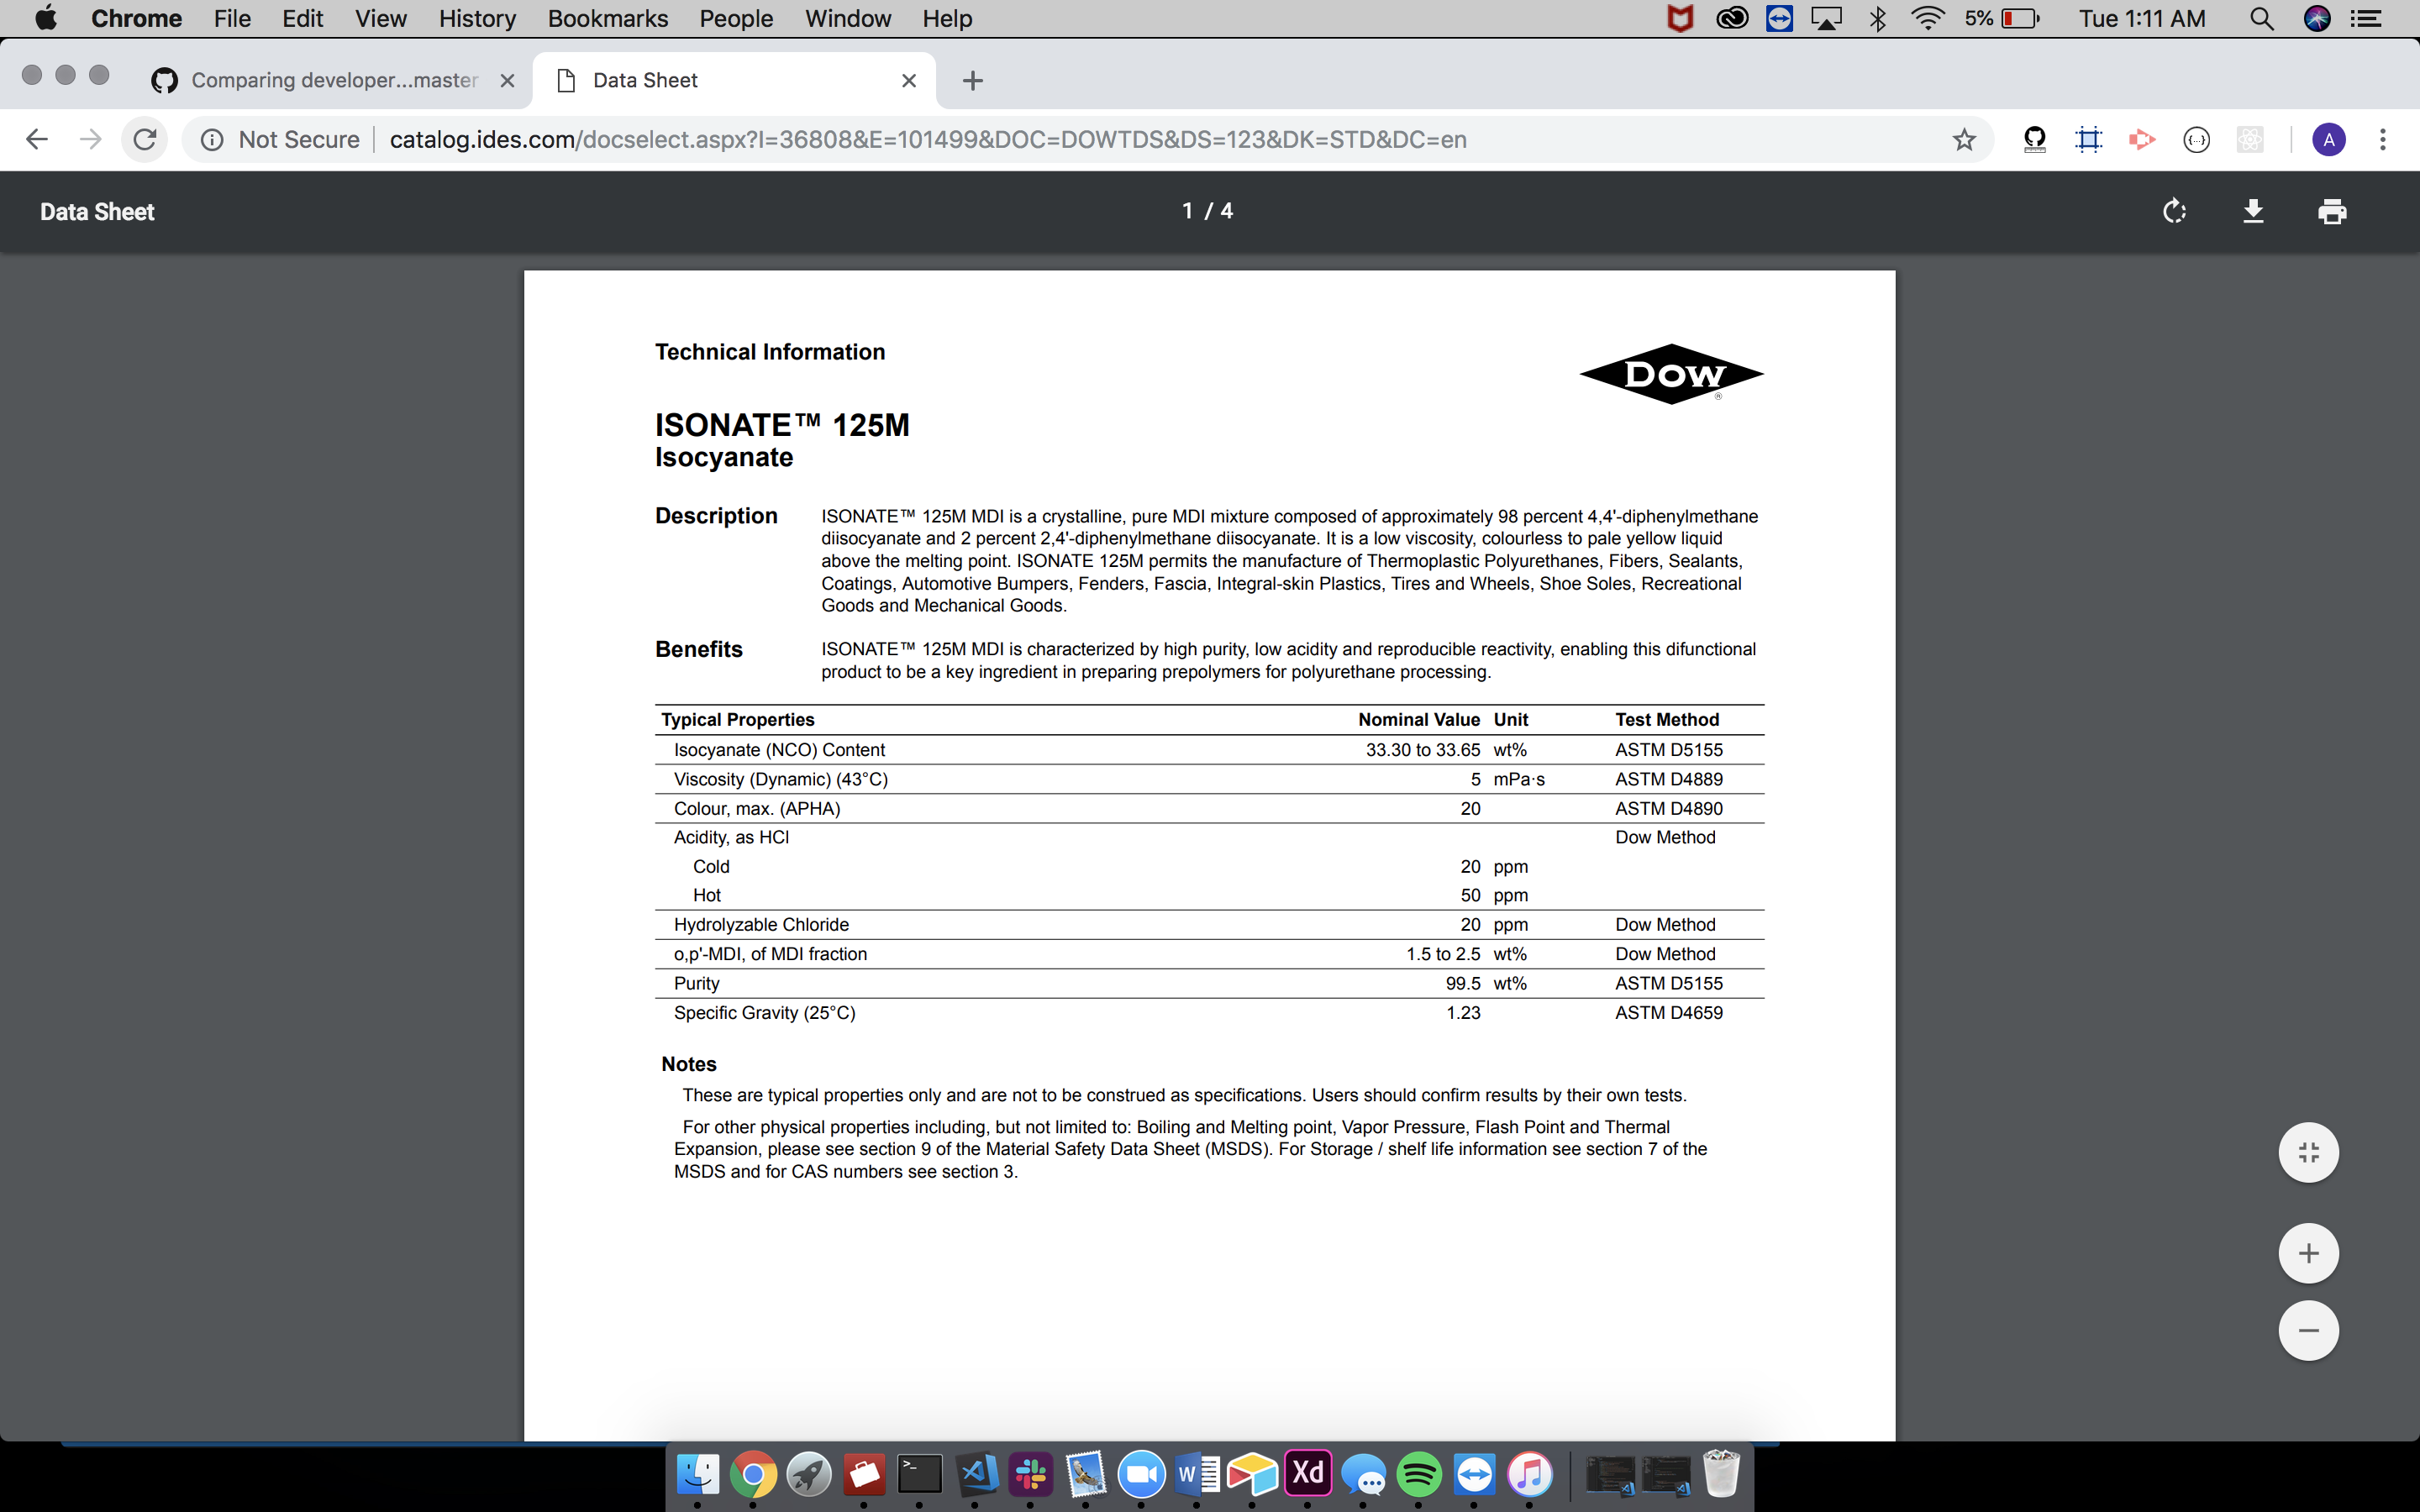 Chrome File Edit View History Bookmarks People Window Help 5% Tue 1:11 AM
Comparing developer...master Data Sheet
Not Secure catalog.ides.com/docselect.aspx?I=36808&E=101499&DOC=DOWTDS&DS=123&DK=STD&DC=en A
Data Sheet 1 / 4
Technical Information
DOW ®
ISONATE™ 125M
Isocyanate
Description ISONATE™ 125M MDI is a crystalline, pure MDI mixture composed of approximately 98 percent 4,4'-diphenylmethane
diisocyanate and 2 percent 2,4'-diphenylmethane diisocyanate. It is a low viscosity, colourless to pale yellow liquid
above the melting point. ISONATE 125M permits the manufacture of Thermoplastic Polyurethanes, Fibers, Sealants,
Coatings, Automotive Bumpers, Fenders, Fascia, Integral-skin Plastics, Tires and Wheels, Shoe Soles, Recreational
Goods and Mechanical Goods.
Benefits ISONATE™ 125M MDI is characterized by high purity, low acidity and reproducible reactivity, enabling this difunctional
product to be a key ingredient in preparing prepolymers for polyurethane processing.
Typical Properties Nominal Value Unit Test Method
Isocyanate (NCO) Content 33.30 to 33.65 wt% ASTM D5155
Viscosity (Dynamic) (43°C) 5 mPa·s ASTM D4889
Colour, max. (APHA) 20 ASTM D4890
Acidity, as HCl Dow Method
Cold 20 ppm
Hot 50 ppm
Hydrolyzable Chloride 20 ppm Dow Method
o,p'-MDI, of MDI fraction 1.5 to 2.5 wt% Dow Method
Purity 99.5 wt% ASTM D5155
Specific Gravity (25°C) 1.23 ASTM D4659
Notes
These are typical properties only and are not to be construed as specifications. Users should confirm results by their own tests.
For other physical properties including, but not limited to: Boiling and Melting point, Vapor Pressure, Flash Point and Thermal
Expansion, please see section 9 of the Material Safety Data Sheet (MSDS). For Storage / shelf life information see section 7 of the
MSDS and for CAS numbers see section 3.
W Xd